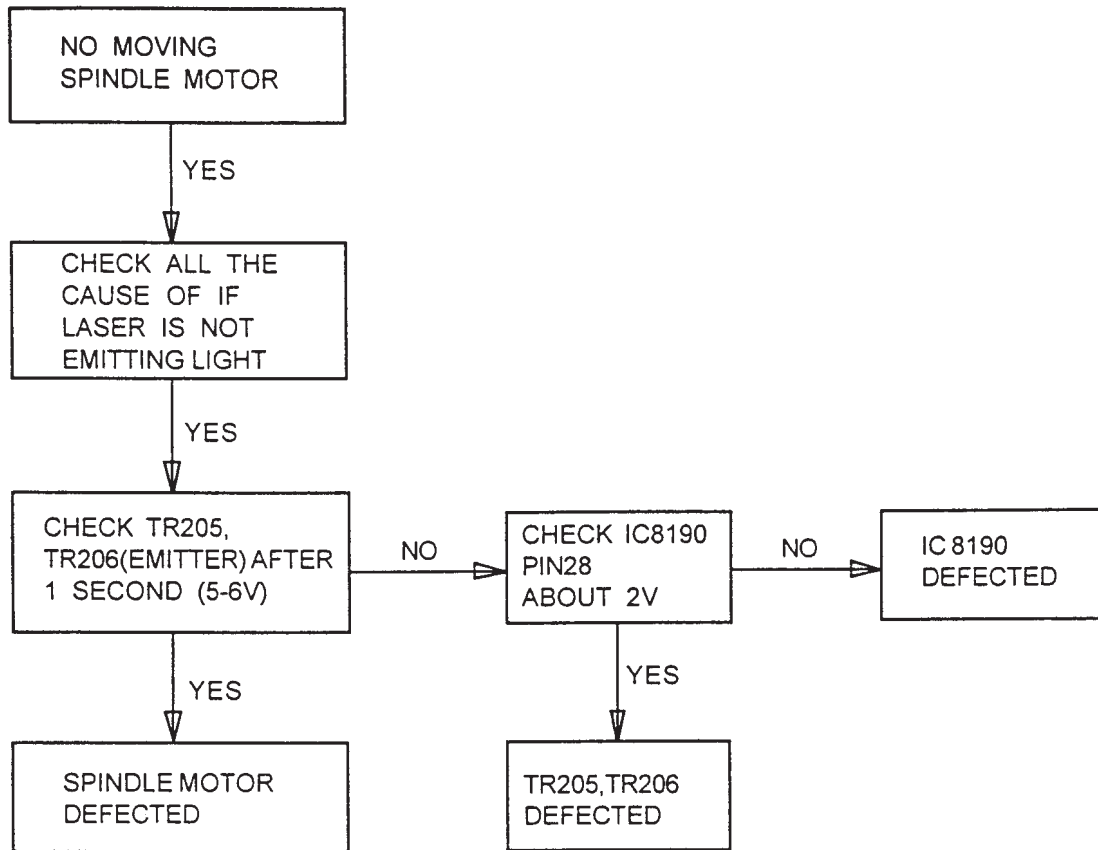 NO MOVING
SPINDLE MOTOR
YES
CHECK ALL THE
CAUSE OF IF
LASER IS NOT
EMITTING LIGHT
YES
CHECK TR205,
TR206(EMITTER) AFTER
1 SECOND (5-6V)
NO
CHECK IC8190
PIN28
ABOUT 2V
NO
IC 8190
DEFECTED
YES
SPINDLE MOTOR
DEFECTED
YES
TR205,TR206
DEFECTED